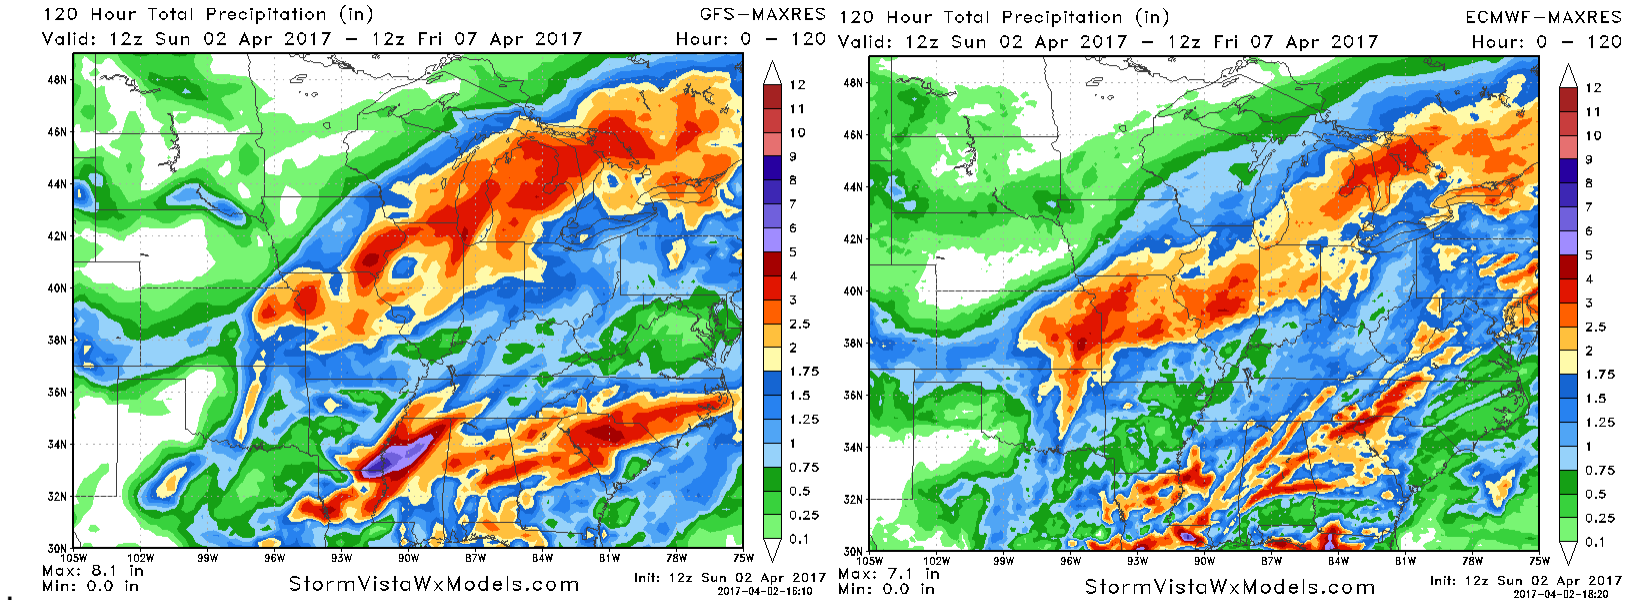 120 Hour Total Precipitation (in)
GFS-MAXRES
Valid: 12z Sun 02 Apr 2017 - 12z Fri 07 Apr 2017
Hour: 0 - 120
48N
46N
44N
42N
40N
38N
36N
34N
32N
30N
105W
102W
99W
96W
93W
90W
87W
84W
81W
78W
75W
12
11
10
9
8
7
6
5
4
3
2.5
2
1.75
1.5
1.25
1
0.75
0.5
0.25
0.1
Max: 8.1 in
Min: 0.0 in
StormVistaWxModels.com
Init: 12z Sun 02 Apr 2017
2017-04-02-16:10
120 Hour Total Precipitation (in)
ECMWF-MAXRES
Valid: 12z Sun 02 Apr 2017 - 12z Fri 07 Apr 2017
Hour: 0 - 120
48N
46N
44N
42N
40N
38N
36N
34N
32N
30N
105W
102W
99W
96W
93W
90W
87W
84W
81W
78W
75W
12
11
10
9
8
7
6
5
4
3
2.5
2
1.75
1.5
1.25
1
0.75
0.5
0.25
0.1
Max: 7.1 in
Min: 0.0 in
StormVistaWxModels.com
Init: 12z Sun 02 Apr 2017
2017-04-02-18:20